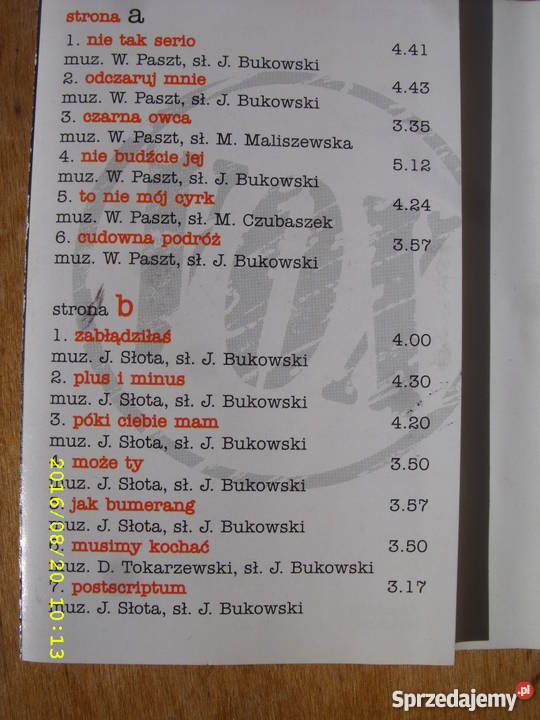 strona a
1. nie tak serio 4.41
muz. W. Paszt, sł. J. Bukowski
2. odczaruj mnie 4.43
muz. W. Paszt, sł. J. Bukowski
3. czarna owca 3.35
muz. W. Paszt, sł. M. Maliszewska
4. nie budźcie jej 5.12
muz. W. Paszt, sł. J. Bukowski
5. to nie mój cyrk 4.24
muz. W. Paszt, sł. M. Czubaszek
6. cudowna podróż 3.57
muz. W. Paszt, sł. J. Bukowski
VOX
strona b
1. zabłądziłaś 4.00
muz. J. Słota, sł. J. Bukowski
2. plus i minus 4.30
muz. J. Słota, sł. J. Bukowski
3. póki ciebie mam 4.20
muz. J. Słota, sł. J. Bukowski
4. może ty 3.50
muz. J. Słota, sł. J. Bukowski
jak bumerang 3.57
muz. J. Słota, sł. J. Bukowski
musimy kochać 3.50
muz. D. Tokarzewski, sł. J. Bukowski
7. postscriptum 3.17
muz. J. Słota, sł. J. Bukowski
2016/08/20 10:13
Sprzedajemy.pl